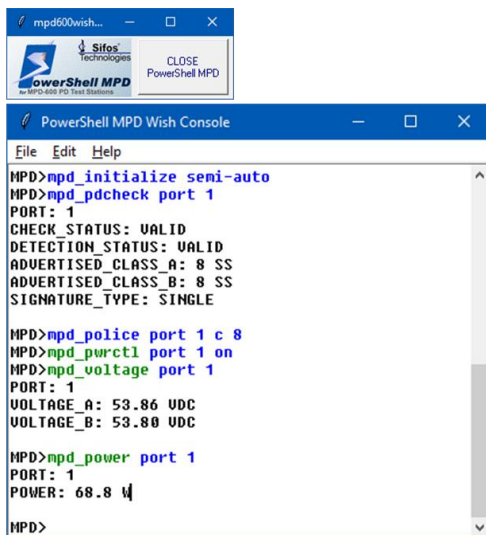 mpd600wish...
Sifos®
Technologies
PowerShell MPD
for MPD-600 PD Test Stations
CLOSE
PowerShell MPD
PowerShell MPD Wish Console
File Edit Help
MPD>mpd_initialize semi-auto
MPD>mpd_pdcheck port 1
PORT: 1
CHECK_STATUS: VALID
DETECTION_STATUS: VALID
ADVERTISED_CLASS_A: 8 SS
ADVERTISED_CLASS_B: 8 SS
SIGNATURE_TYPE: SINGLE
MPD>mpd_police port 1 c 8
MPD>mpd_pwrctl port 1 on
MPD>mpd_voltage port 1
PORT: 1
VOLTAGE_A: 53.86 VDC
VOLTAGE_B: 53.80 VDC
MPD>mpd_power port 1
PORT: 1
POWER: 68.8 W
MPD>